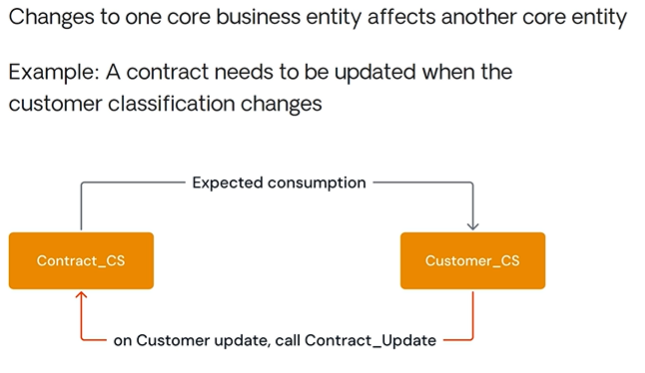 Changes to one core business entity affects another core entity
Example: A contract needs to be updated when the
customer classification changes
Expected consumption
Contract_CS
Customer_CS
on Customer update, call Contract_Update